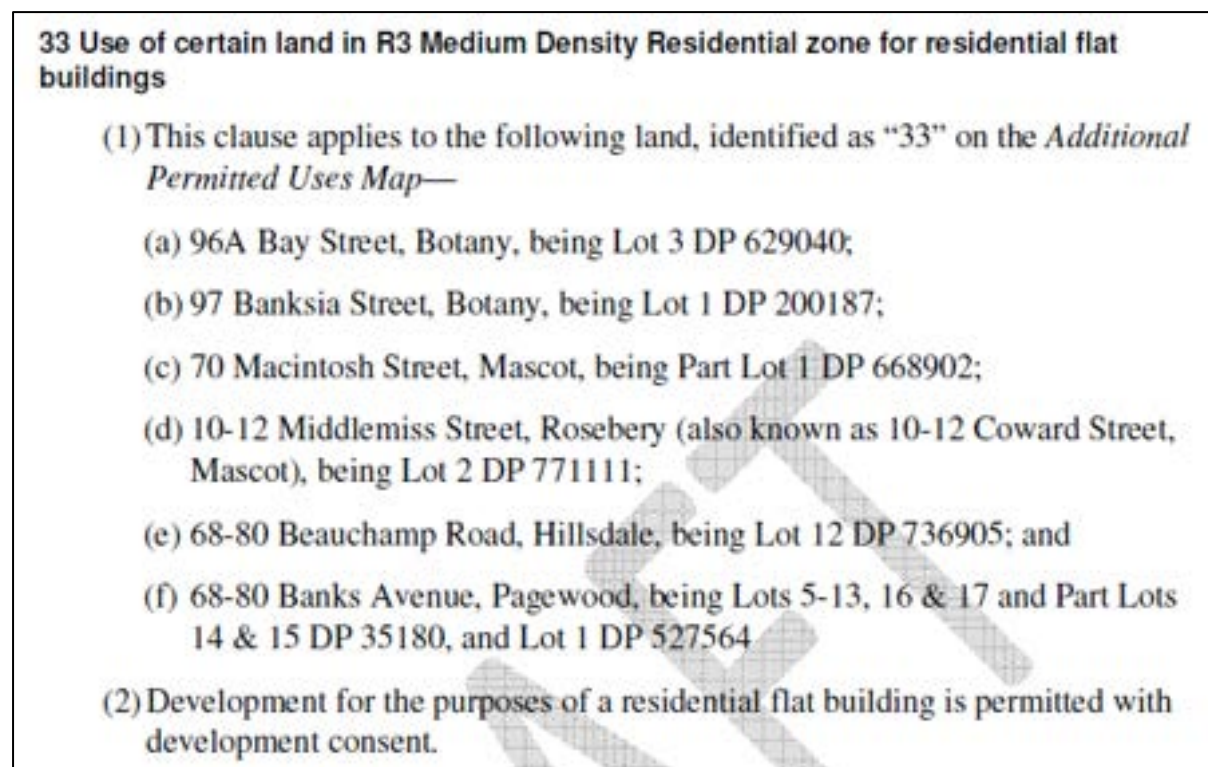 33 Use of certain land in R3 Medium Density Residential zone for residential flat
buildings
(1) This clause applies to the following land, identified as “33” on the Additional
Permitted Uses Map—
(a) 96A Bay Street, Botany, being Lot 3 DP 629040;
(b) 97 Banksia Street, Botany, being Lot 1 DP 200187;
(c) 70 Macintosh Street, Mascot, being Part Lot 1 DP 668902;
(d) 10-12 Middlemiss Street, Rosebery (also known as 10-12 Coward Street,
Mascot), being Lot 2 DP 771111;
(e) 68-80 Beauchamp Road, Hillsdale, being Lot 12 DP 736905; and
(f) 68-80 Banks Avenue, Pagewood, being Lots 5-13, 16 & 17 and Part Lots
14 & 15 DP 35180, and Lot 1 DP 527564
(2) Development for the purposes of a residential flat building is permitted with
development consent.